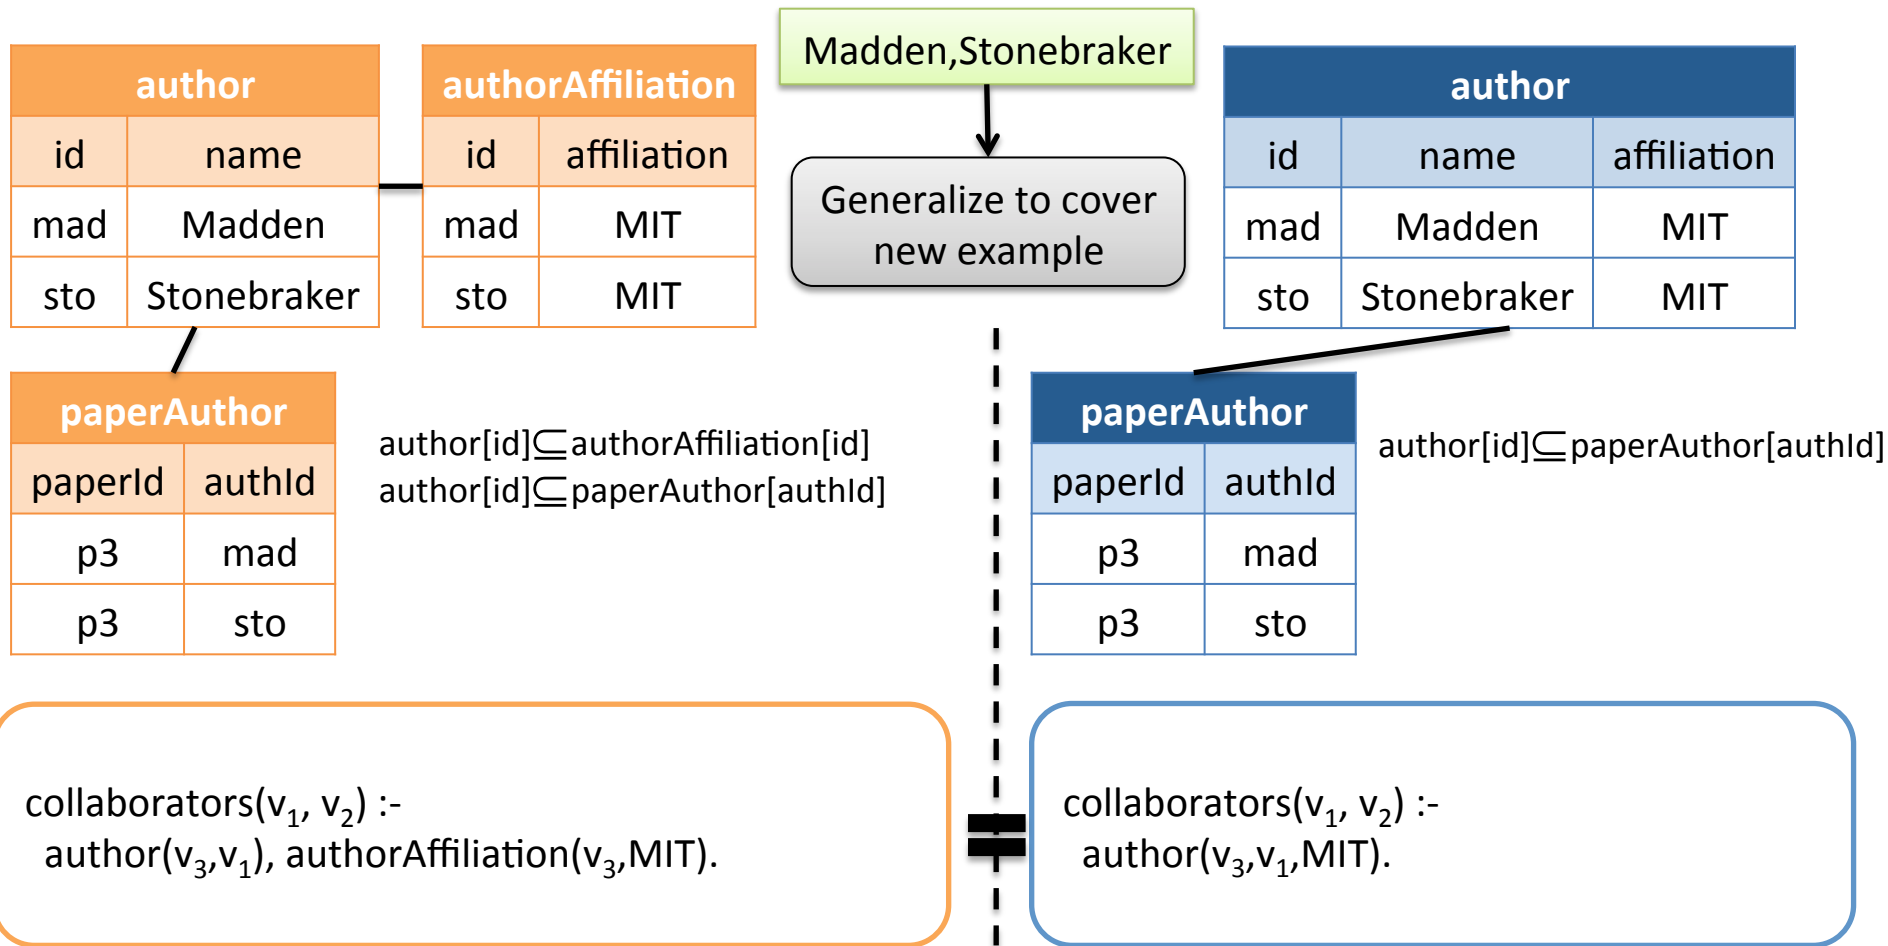 author
id name
mad Madden
sto Stonebraker
authorAffiliation
id affiliation
mad MIT
sto MIT
Madden,Stonebraker
Generalize to cover
new example
author
id name affiliation
mad Madden MIT
sto Stonebraker MIT
paperAuthor
paperId authId
p3 mad
p3 sto
author[id]⊆authorAffiliation[id]
author[id]⊆paperAuthor[authId]
paperAuthor
paperId authId
p3 mad
p3 sto
author[id]⊆paperAuthor[authId]
collaborators(v₁, v₂) :-
author(v₃,v₁), authorAffiliation(v₃,MIT).
=
collaborators(v₁, v₂) :-
author(v₃,v₁,MIT).